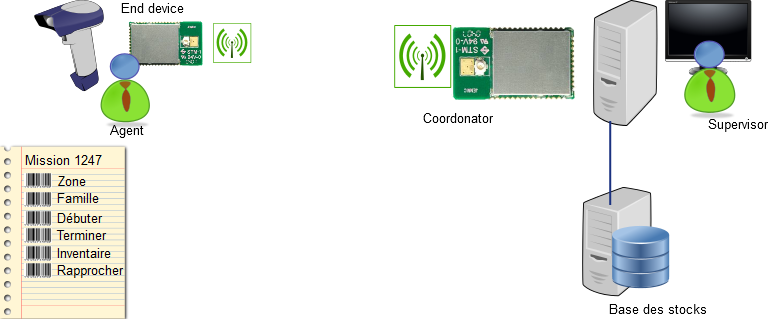 End device
Agent
Coordonator
Supervisor
Mission 1247
Zone
Famille
Débuter
Terminer
Inventaire
Rapprocher
Base des stocks